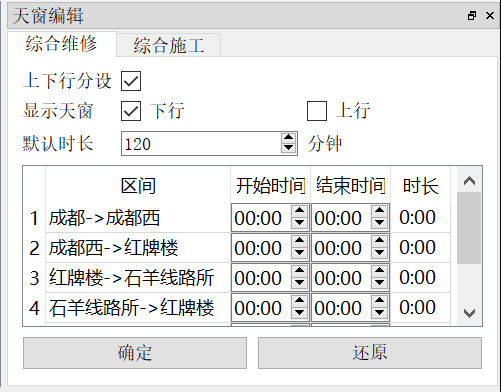 天窗编辑
综合维修 综合施工
上下行分设
显示天窗 下行 上行
默认时长 120 分钟
区间 开始时间 结束时间 时长
1 成都->成都西 00:00 00:00 0:00
2 成都西->红牌楼 00:00 00:00 0:00
3 红牌楼->石羊线路所 00:00 00:00 0:00
4 石羊线路所->红牌楼 00:00 00:00 0:00
确定 还原